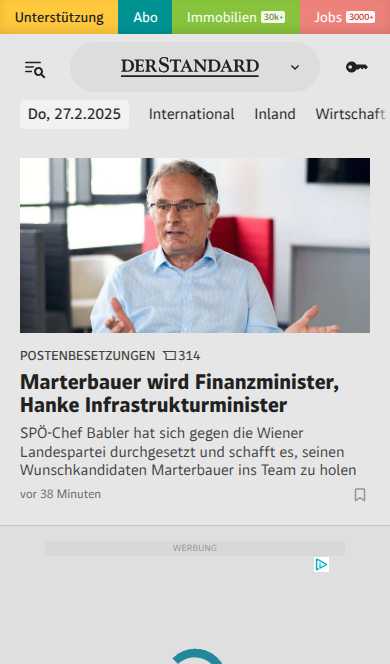 Unterstützung Abo Immobilien 30k+ Jobs 3000+
DERSTANDARD
Do, 27.2.2025 International Inland Wirtschaft
POSTENBESETZUNGEN 314
Marterbauer wird Finanzminister,
Hanke Infrastrukturminister
SPÖ-Chef Babler hat sich gegen die Wiener
Landespartei durchgesetzt und schafft es, seinen
Wunschkandidaten Marterbauer ins Team zu holen
vor 38 Minuten
WERBUNG